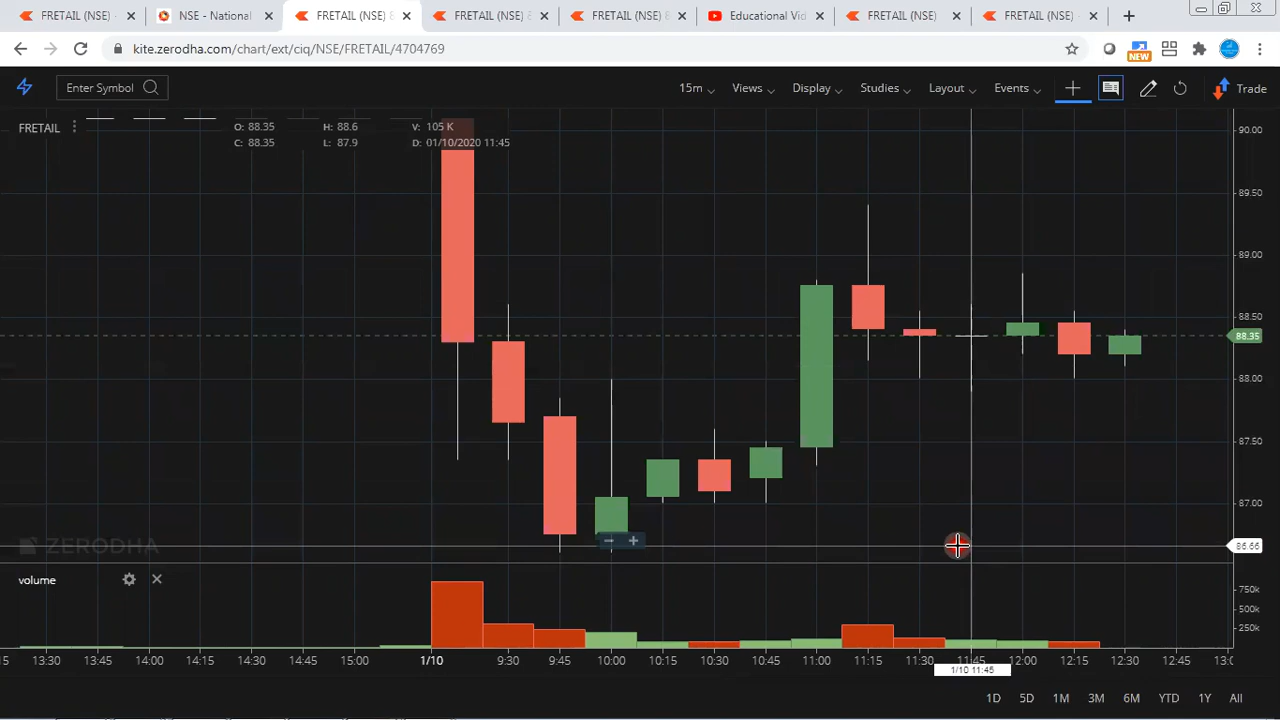 FRETAIL (NSE) -
NSE - National
FRETAIL (NSE) 8
FRETAIL (NSE) 8
FRETAIL (NSE) 8
Educational Vid
FRETAIL (NSE)
FRETAIL (NSE) -
kite.zerodha.com/chart/ext/ciq/NSE/FRETAIL/4704769
NEW
Enter Symbol
15m Views Display Studies Layout Events Trade
FRETAIL
O: 88.35 H: 88.6 V: 105 K
C: 88.35 L: 87.9 D: 01/10/2020 11:45
90.00
89.50
89.00
88.50
88.35
88.00
87.50
87.00
86.66
ZERODHA
volume
750k
500k
250k
13:30 13:45 14:00 14:15 14:45 15:00 1/10 9:30 9:45 10:00 10:15 10:30 10:45 11:00 11:15 11:30 11:45 12:00 12:15 12:30 12:45
1/10 11:45
1D 5D 1M 3M 6M YTD 1Y All